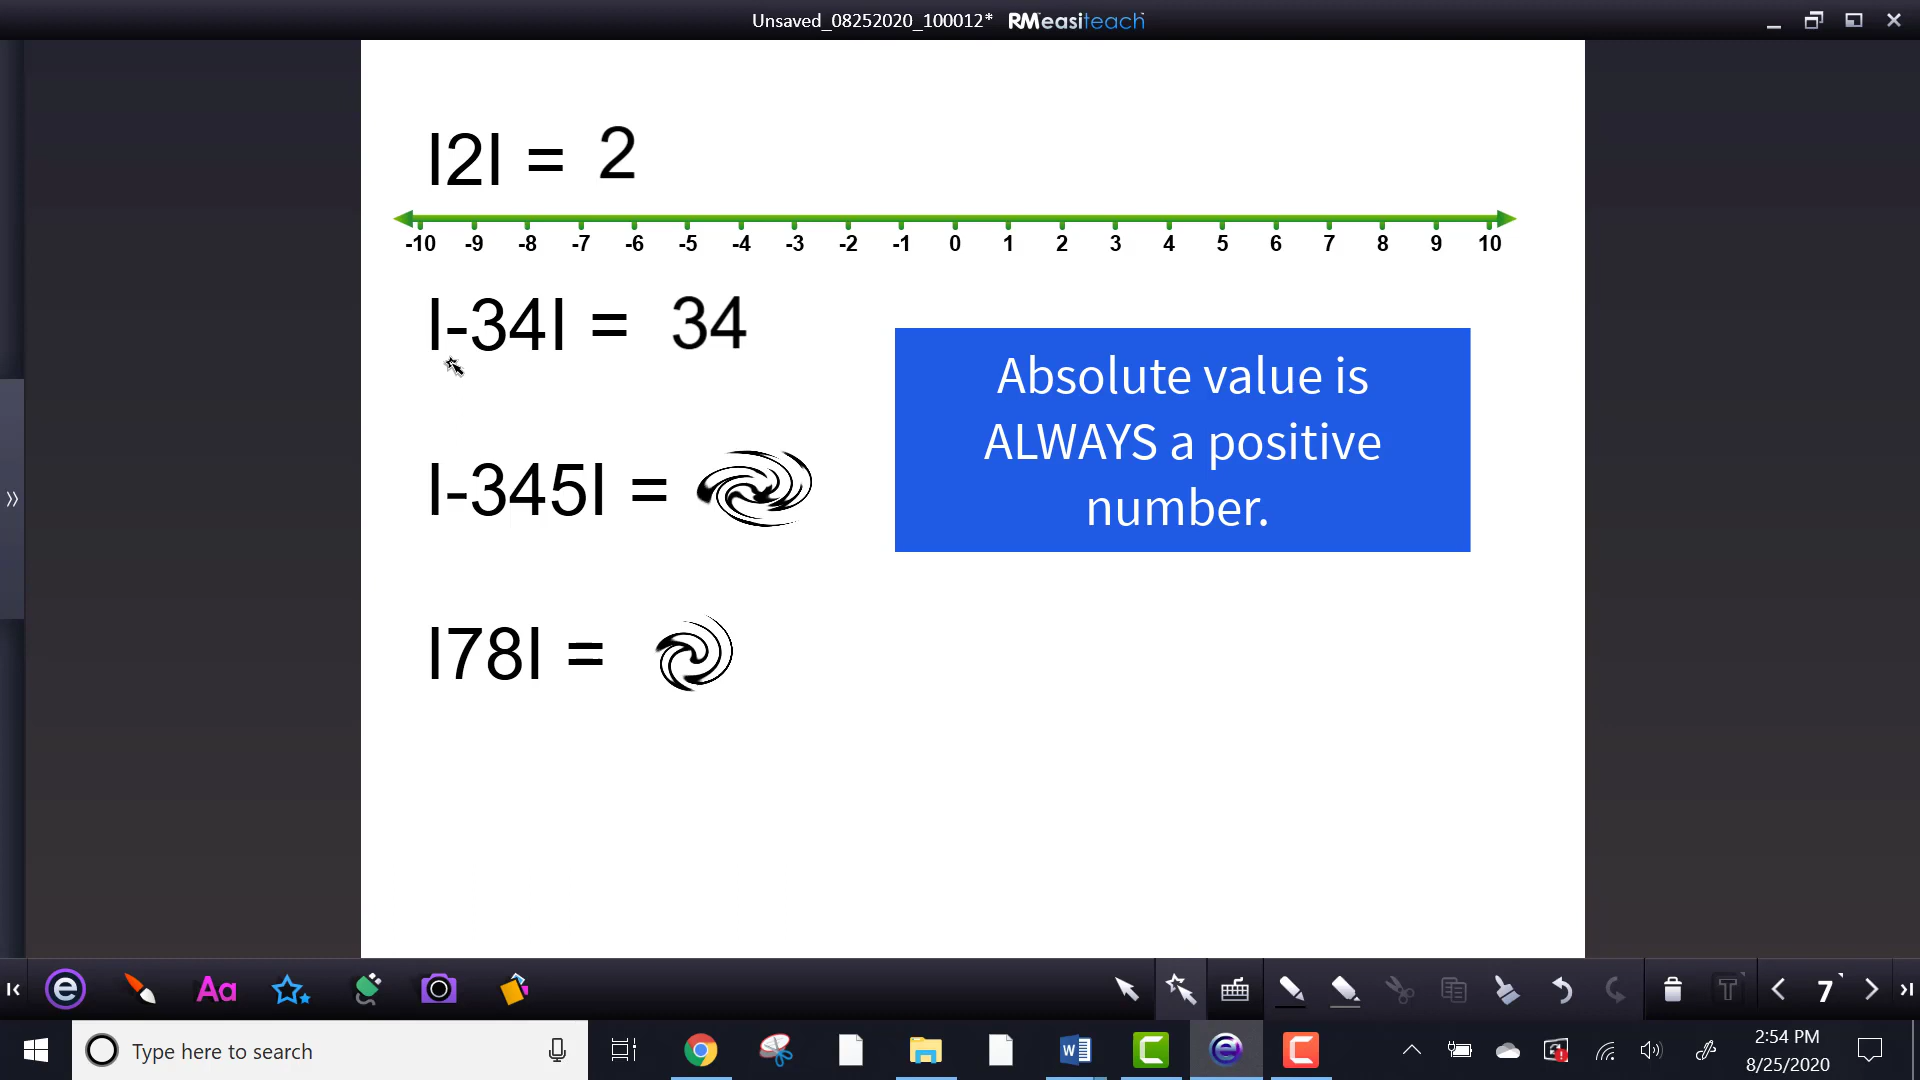 Unsaved_08252020_100012* RMeasiteach
|2| = 2
-10 -9 -8 -7 -6 -5 -4 -3 -2 -1 0 1 2 3 4 5 6 7 8 9 10
|-34| = 34
Absolute value is
ALWAYS a positive
number.
|-345| =
|78| =
Aa
T
7
Type here to search
2:54 PM
8/25/2020